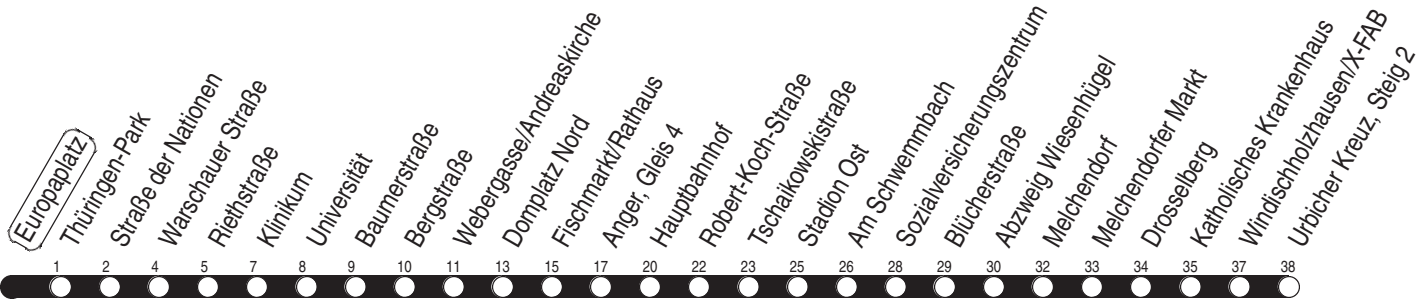 Europaplatz
Thüringen-Park
Straße der Nationen
Warschauer Straße
Riethstraße
Klinikum
Universität
Baumerstraße
Bergstraße
Webergasse/Andreaskirche
Domplatz Nord
Fischmarkt/Rathaus
Anger, Gleis 4
Hauptbahnhof
Robert-Koch-Straße
Tschaikowskistraße
Stadion Ost
Am Schwemmbach
Sozialversicherungszentrum
Blücherstraße
Abzweig Wiesenhügel
Melchendorf
Melchendorfer Markt
Drosselberg
Katholisches Krankenhaus
Windischholzhausen/X-FAB
Urbicher Kreuz, Steig 2
1 2 4 5 7 8 9 10 11 13 15 17 20 22 23 25 26 28 29 30 32 33 34 35 37 38